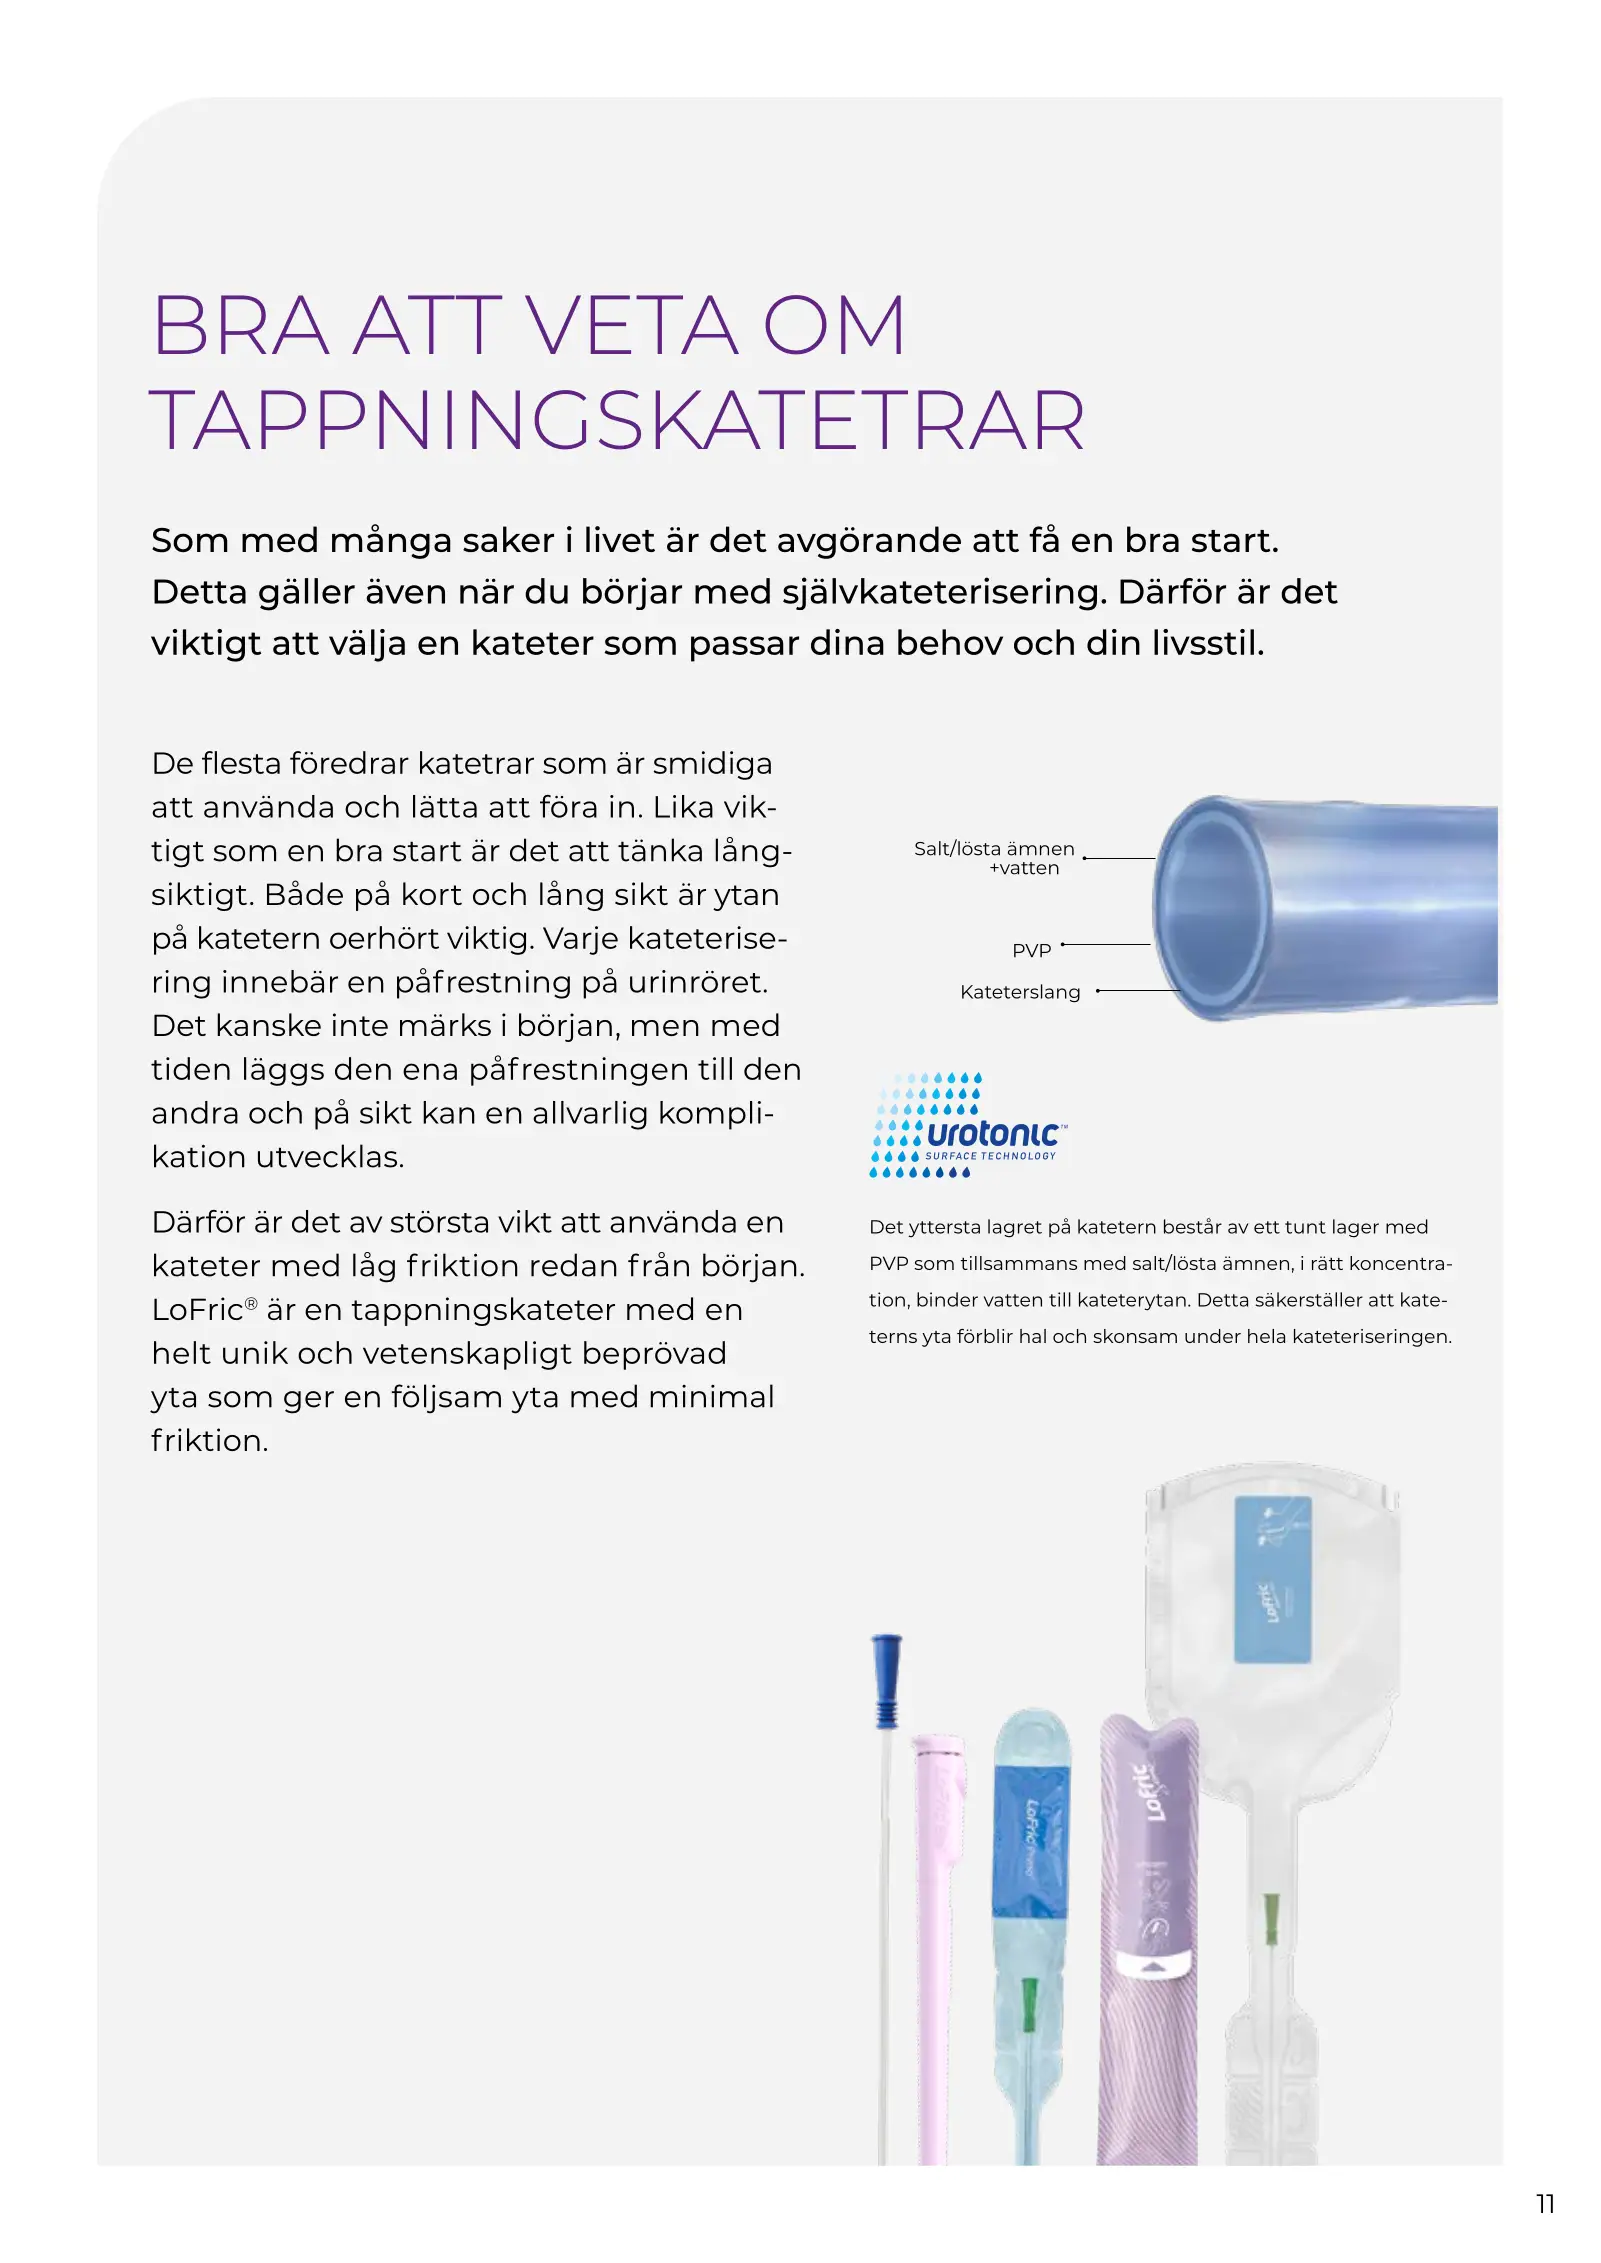 BRA ATT VETA OM
TAPPNINGSKATETRAR
Som med många saker i livet är det avgörande att få en bra start.
Detta gäller även när du börjar med självkateterisering. Därför är det
viktigt att välja en kateter som passar dina behov och din livsstil.
De flesta föredrar katetrar som är smidiga
att använda och lätta att föra in. Lika vik-
tigt som en bra start är det att tänka lång-
siktigt. Både på kort och lång sikt är ytan
på katetern oerhört viktig. Varje kateterise-
ring innebär en påfrestning på urinröret.
Det kanske inte märks i början, men med
tiden läggs den ena påfrestningen till den
andra och på sikt kan en allvarlig kompli-
kation utvecklas.
Därför är det av största vikt att använda en
kateter med låg friktion redan från början.
LoFric® är en tappningskateter med en
helt unik och vetenskapligt beprövad
yta som ger en följsam yta med minimal
friktion.
Salt/lösta ämnen
+vatten
PVP
Kateterslang
urotonic™
SURFACE TECHNOLOGY
Det yttersta lagret på katetern består av ett tunt lager med
PVP som tillsammans med salt/lösta ämnen, i rätt koncentra-
tion, binder vatten till kateterytan. Detta säkerställer att kate-
terns yta förblir hal och skonsam under hela kateteriseringen.
LoFric
LoFric Primo
LoFric
11